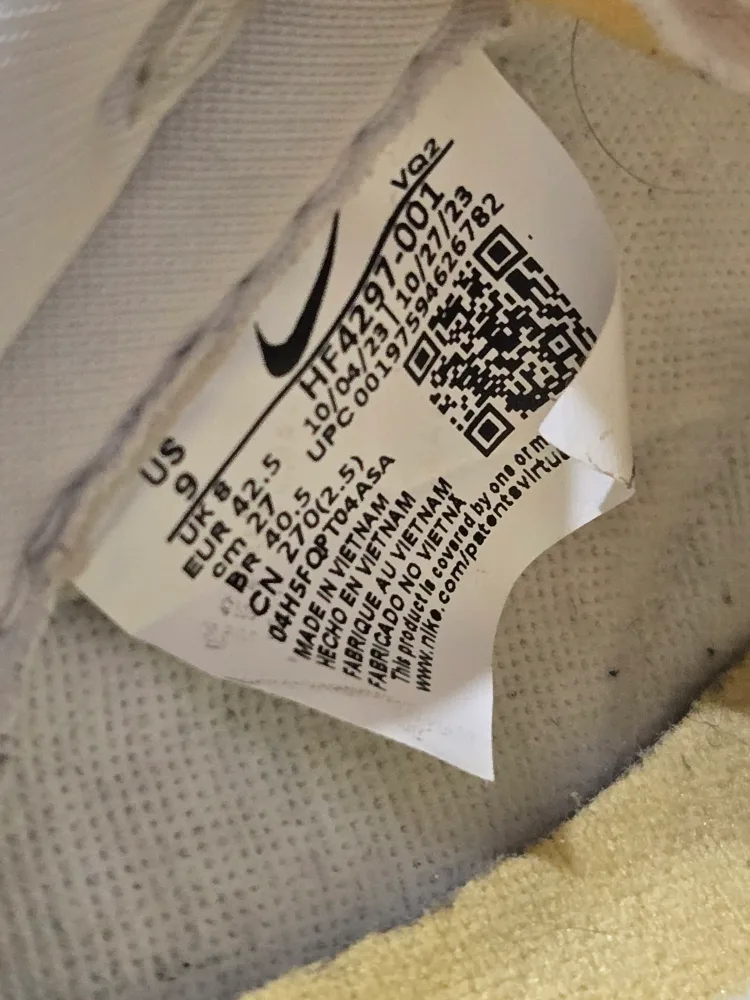 VQ2
HF4297-001
10/04/23 | 10/27/23
UPC 00197594626782
US
9
UK 8
EUR 42.5
cm 27
BR 40.5
CN 270(2.5)
04H5FQPT04ASA
MADE IN VIETNAM
HECHO EN VIETNAM
FABRIQUE AU VIETNAM
FABRICADO NO VIETNÃ
This product is covered by one or m
www.nike.com/patentsvirtu